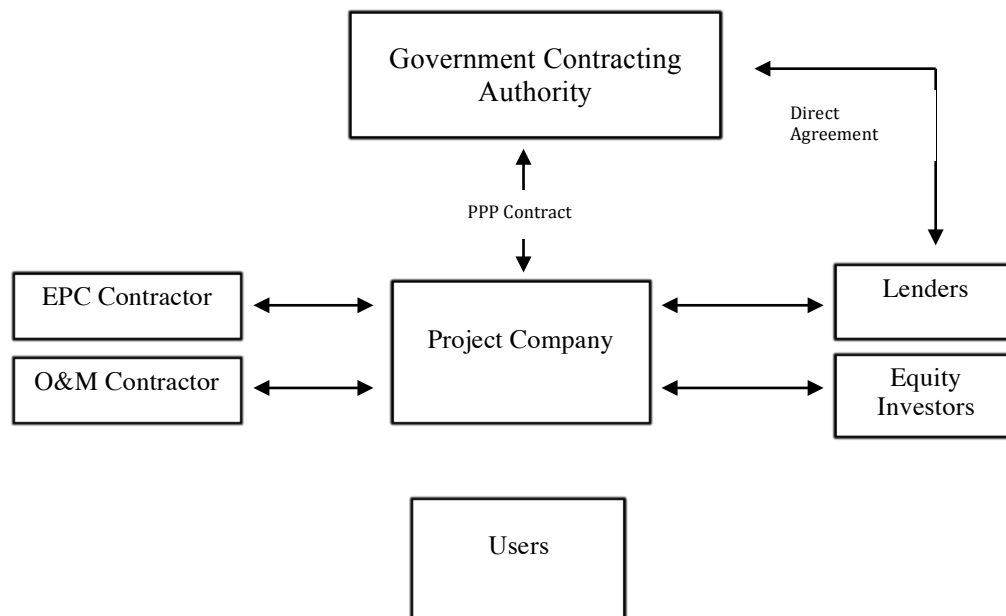 Government Contracting
Authority
Direct
Agreement
PPP Contract
EPC Contractor
Project Company
Lenders
O&M Contractor
Equity
Investors
Users